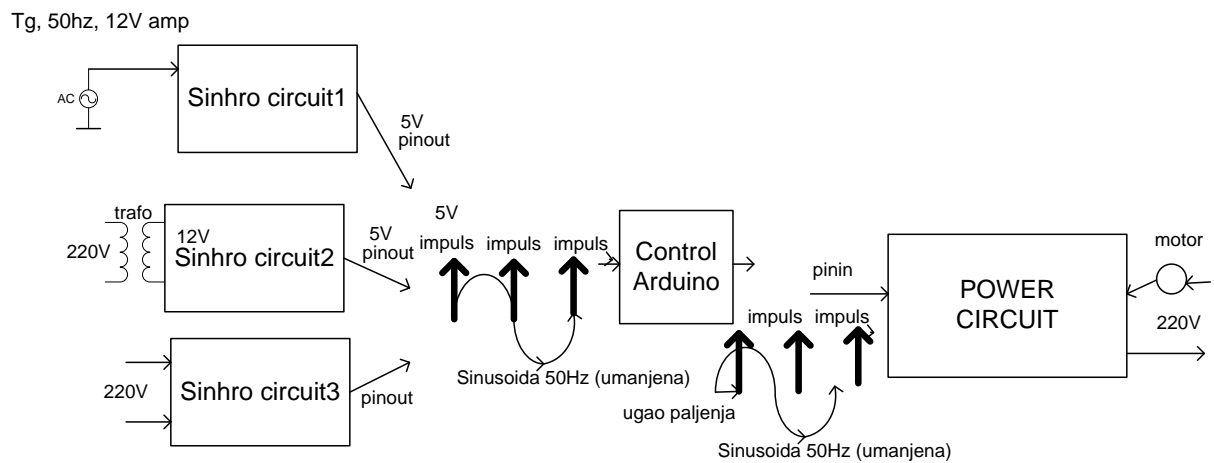 Tg, 50hz, 12V amp
AC
Sinhro circuit1
5V
pinout
trafo
220V
12V
Sinhro circuit2
5V
pinout
220V
Sinhro circuit3
pinout
5V
impuls impuls impuls
Sinusoida 50Hz (umanjena)
Control
Arduino
pinin
impuls impuls
ugao paljenja
Sinusoida 50Hz (umanjena)
POWER
CIRCUIT
motor
220V